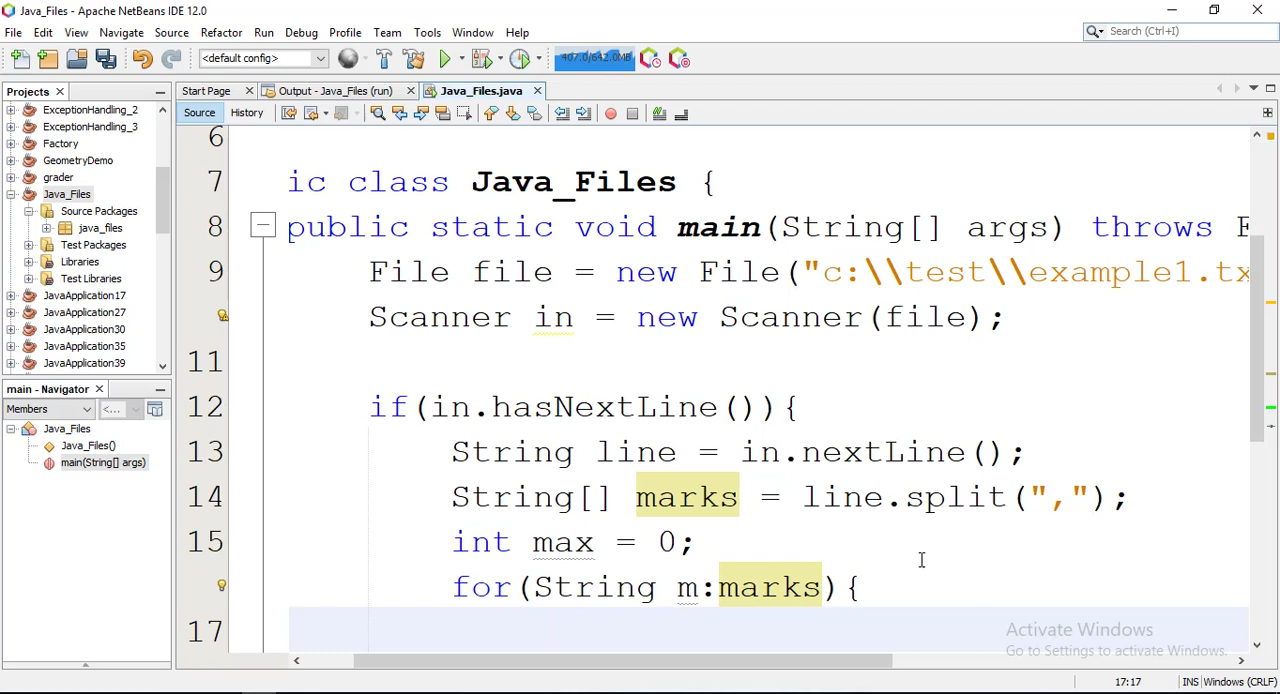 Java_Files - Apache NetBeans IDE 12.0
File Edit View Navigate Source Refactor Run Debug Profile Team Tools Window Help
Search (Ctrl+I)
<default config>
407.0/642.0MB
Projects
Start Page
Output - Java_Files (run)
Java_Files.java
Source History
ExceptionHandling_2
ExceptionHandling_3
Factory
GeometryDemo
grader
Java_Files
Source Packages
java_files
Test Packages
Libraries
Test Libraries
JavaApplication17
JavaApplication27
JavaApplication30
JavaApplication35
JavaApplication39
main - Navigator
Members
<...
Java_Files
Java_Files()
main(String[] args)
6
7 ic class Java_Files {
8 public static void main(String[] args) throws F
9 File file = new File("c:\\test\\example1.tx
Scanner in = new Scanner(file);
11
12 if(in.hasNextLine()){
13 String line = in.nextLine();
14 String[] marks = line.split(",");
15 int max = 0;
for(String m:marks){
17
Activate Windows
Go to Settings to activate Windows.
17:17 INS Windows (CRLF)